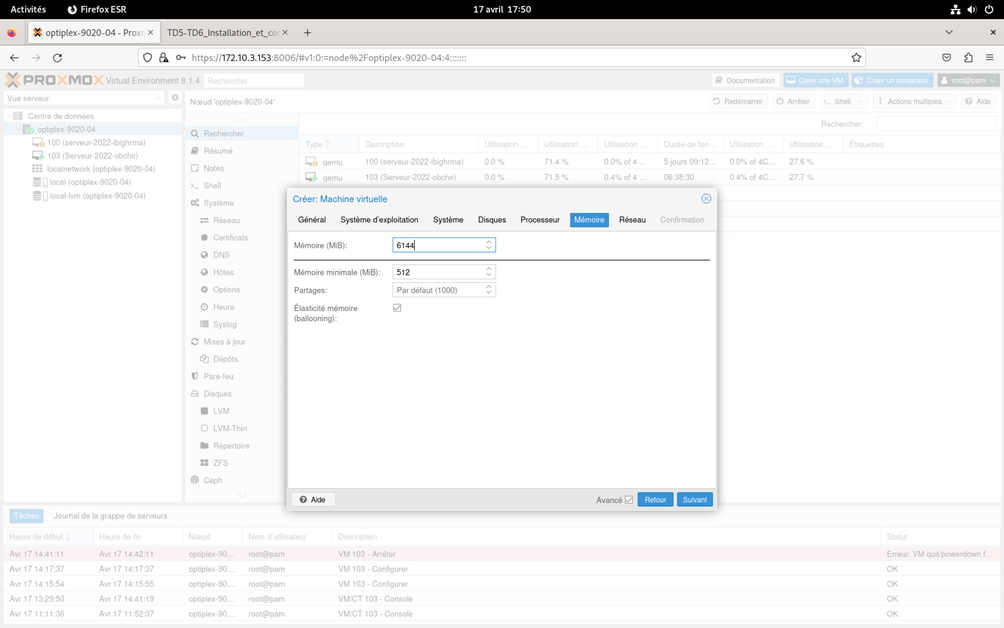 Activités
Firefox ESR
17 avril 17:50
optiplex-9020-04 - Proxm
TD5-TD6_Installation_et_co
https://172.10.3.153:8006/#v1:0:=node%2Foptiplex-9020-04:4:::::::
PROXMOX Virtual Environment 8.1.4
Rechercher
Documentation
Créer une VM
Créer un conteneur
root@pam
Vue serveur
Nœud 'optiplex-9020-04'
Redémarrer
Arrêter
Shell
Actions multiples
Aide
Centre de données
optiplex-9020-04
100 (serveur-2022-ibighrma)
103 (Serveur-2022-obchir)
localnetwork (optiplex-9020-04)
local (optiplex-9020-04)
local-lvm (optiplex-9020-04)
Rechercher
Résumé
Notes
Shell
Système
Réseau
Certificats
DNS
Hôtes
Options
Heure
Syslog
Mises à jour
Dépôts
Pare-feu
Disques
LVM
LVM-Thin
Répertoire
ZFS
Ceph
Rechercher:
Type Description Utilisation ... Utilisation ... Utilisation ... Durée de fon... Utilisation ... Utilisation ... Étiquettes
qemu 100 (serveur-2022-ibighrma) 0.0 % 71.4 % 0.0% of 4 ... 5 jours 09:12... 0.0% of 4C... 27.6 %
qemu 103 (Serveur-2022-obchir) 0.0 % 71.5 % 0.4% of 4 ... 06:38:30 0.4% of 4C... 27.7 %
Créer: Machine virtuelle
Général Système d'exploitation Système Disques Processeur Mémoire Réseau Confirmation
Mémoire (MiB): 6144
Mémoire minimale (MiB): 512
Partages: Par défaut (1000)
Élasticité mémoire
(ballooning):
Aide
Avancé
Retour
Suivant
Tâches Journal de la grappe de serveurs
Heure de début Heure de fin Nœud Nom d'utilisateur Description Statut
Avr 17 14:41:11 Avr 17 14:42:11 optiplex-90... root@pam VM 103 - Arrêter Erreur: VM quit/powerdown f...
Avr 17 14:17:37 Avr 17 14:17:37 optiplex-90... root@pam VM 103 - Configurer OK
Avr 17 14:15:54 Avr 17 14:15:55 optiplex-90... root@pam VM 103 - Configurer OK
Avr 17 13:29:50 Avr 17 14:41:19 optiplex-90... root@pam VM/CT 103 - Console OK
Avr 17 11:11:36 Avr 17 11:52:37 optiplex-90... root@pam VM/CT 103 - Console OK